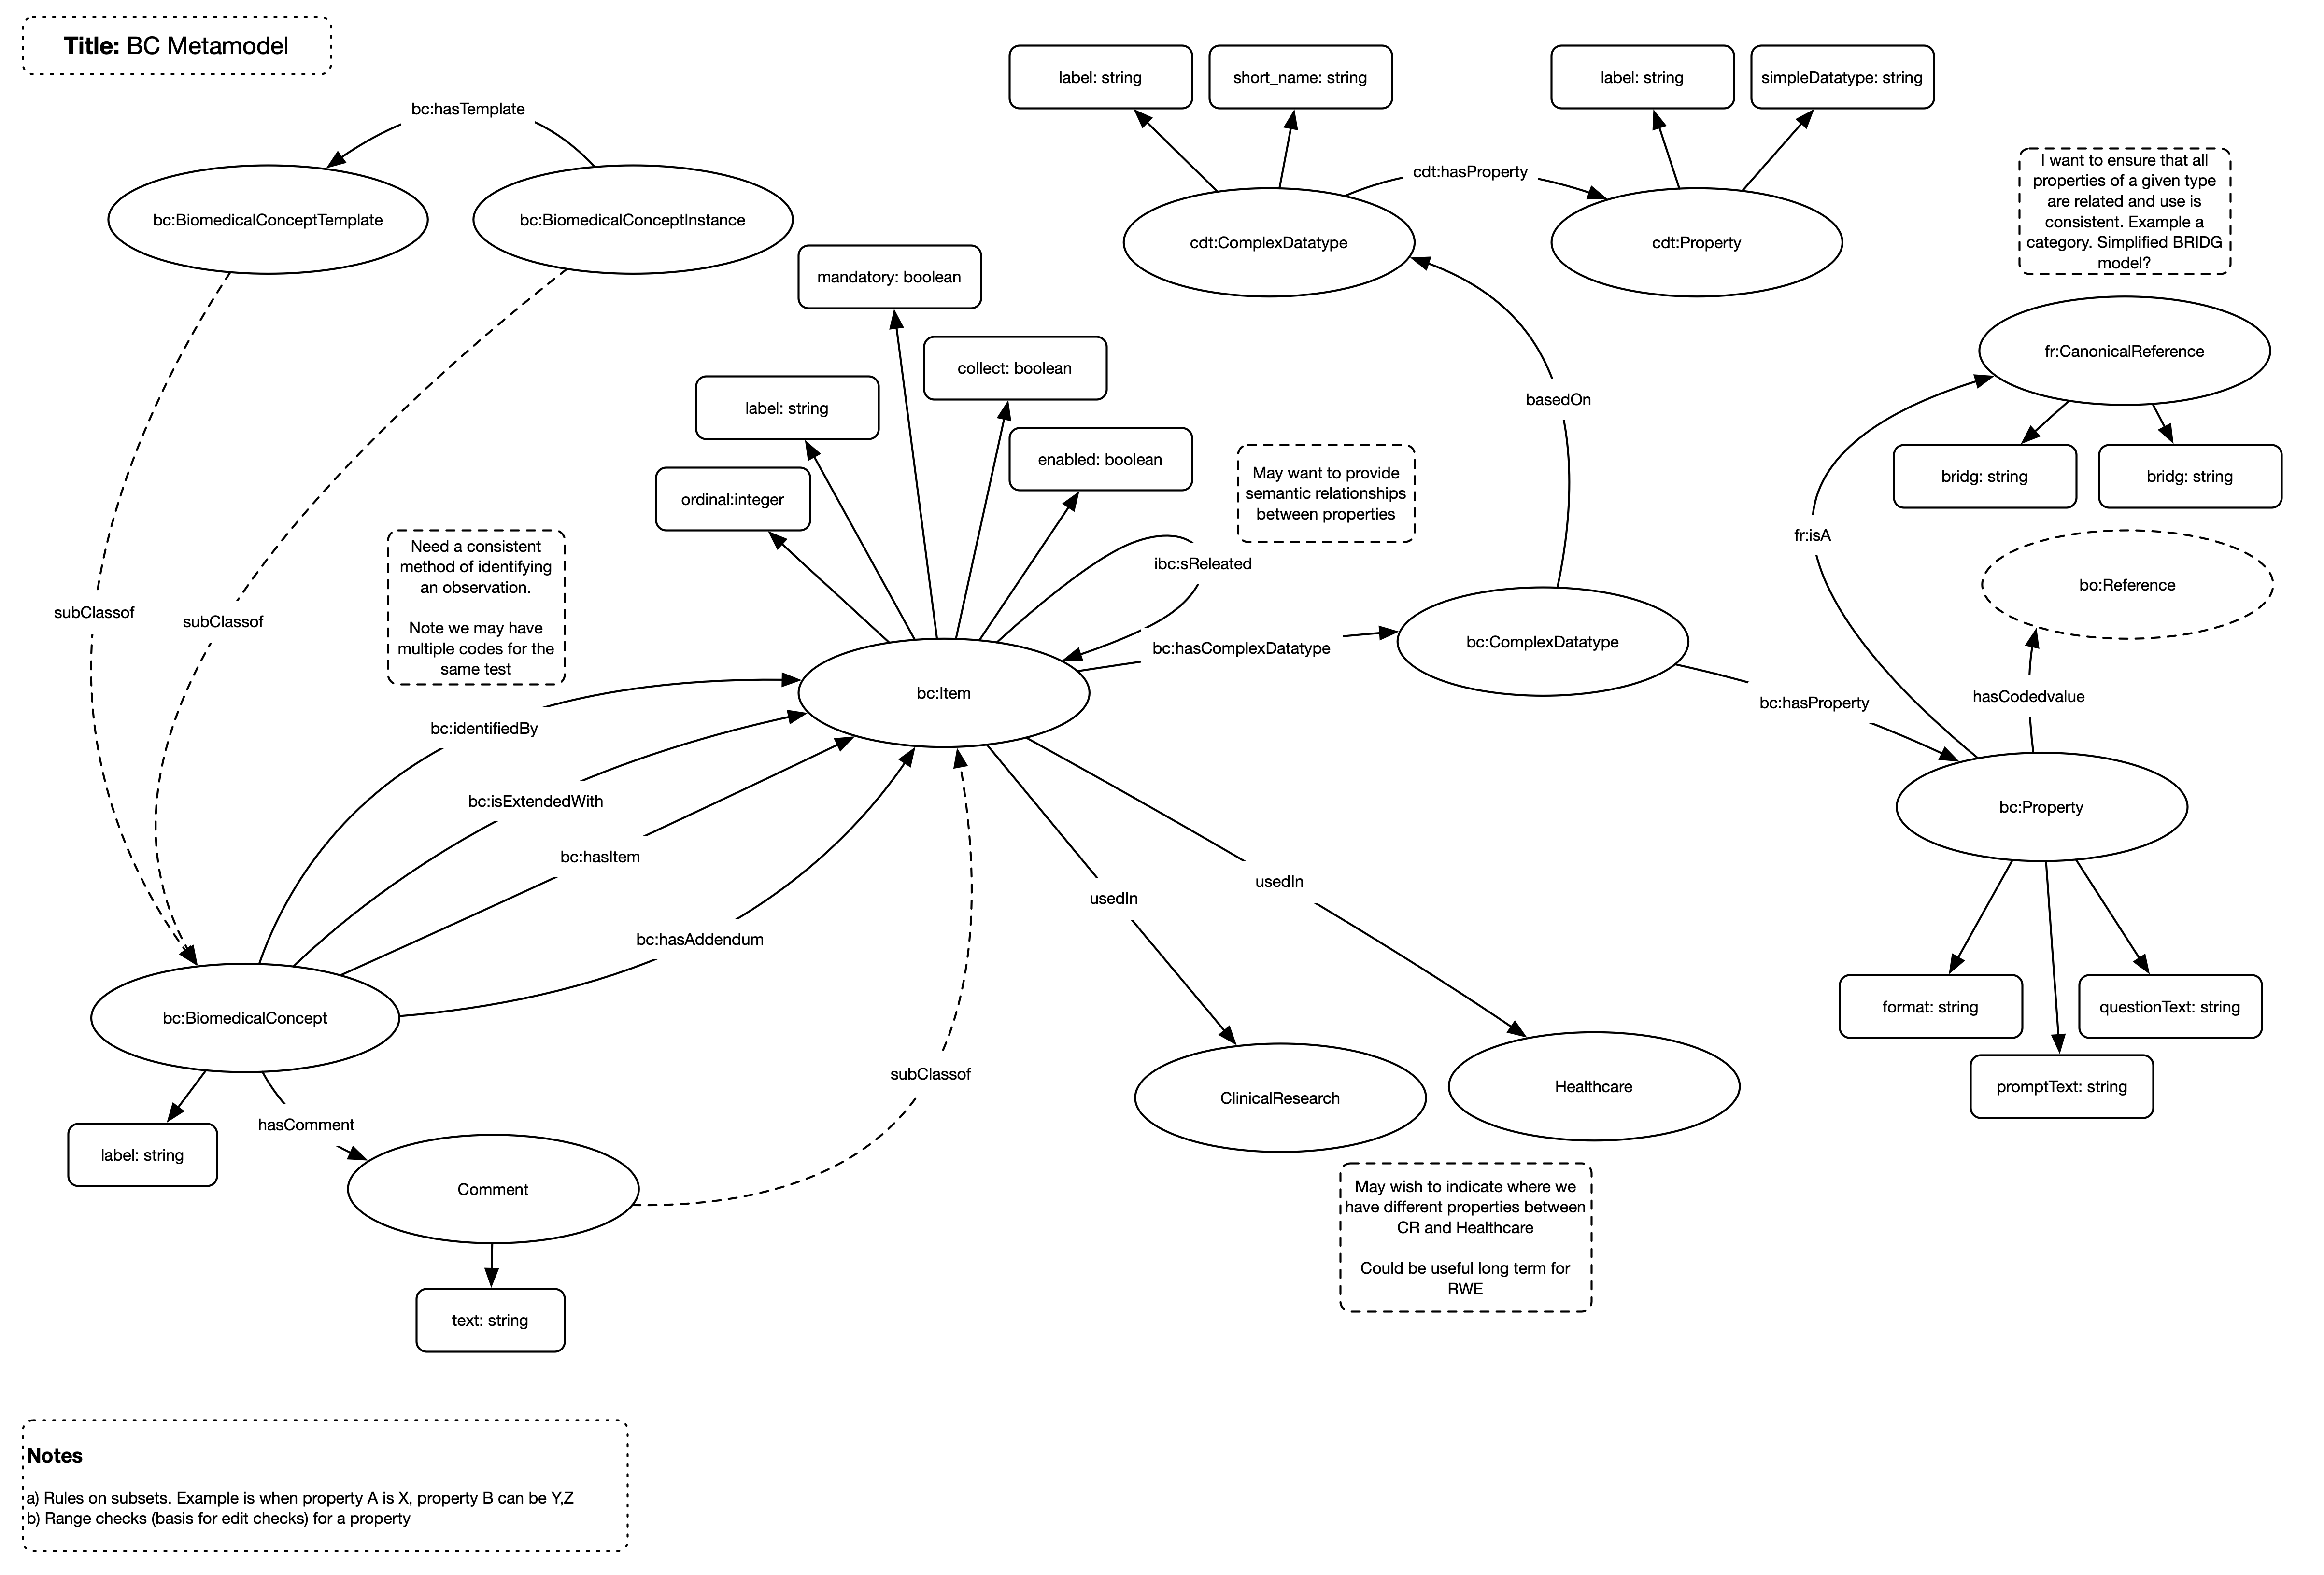 Title: BC Metamodel
label: string
short_name: string
label: string
simpleDatatype: string
bc:hasTemplate
cdt:hasProperty
I want to ensure that all
properties of a given type
are related and use is
consistent. Example a
category. Simplified BRIDG
model?
bc:BiomedicalConceptTemplate
bc:BiomedicalConceptInstance
cdt:ComplexDatatype
cdt:Property
mandatory: boolean
collect: boolean
fr:CanonicalReference
label: string
basedOn
enabled: boolean
ordinal:integer
May want to provide
semantic relationships
between properties
bridg: string
bridg: string
fr:isA
Need a consistent
method of identifying
an observation.
Note we may have
multiple codes for the
same test
ibc:sReleated
bo:Reference
subClassof
subClassof
bc:hasComplexDatatype
bc:ComplexDatatype
bc:Item
bc:hasProperty
hasCodedvalue
bc:identifiedBy
bc:isExtendedWith
bc:Property
bc:hasItem
usedIn
usedIn
bc:hasAddendum
bc:BiomedicalConcept
format: string
questionText: string
subClassof
ClinicalResearch
Healthcare
promptText: string
hasComment
label: string
Comment
May wish to indicate where we
have different properties between
CR and Healthcare
Could be useful long term for
RWE
text: string
Notes
a) Rules on subsets. Example is when property A is X, property B can be Y,Z
b) Range checks (basis for edit checks) for a property